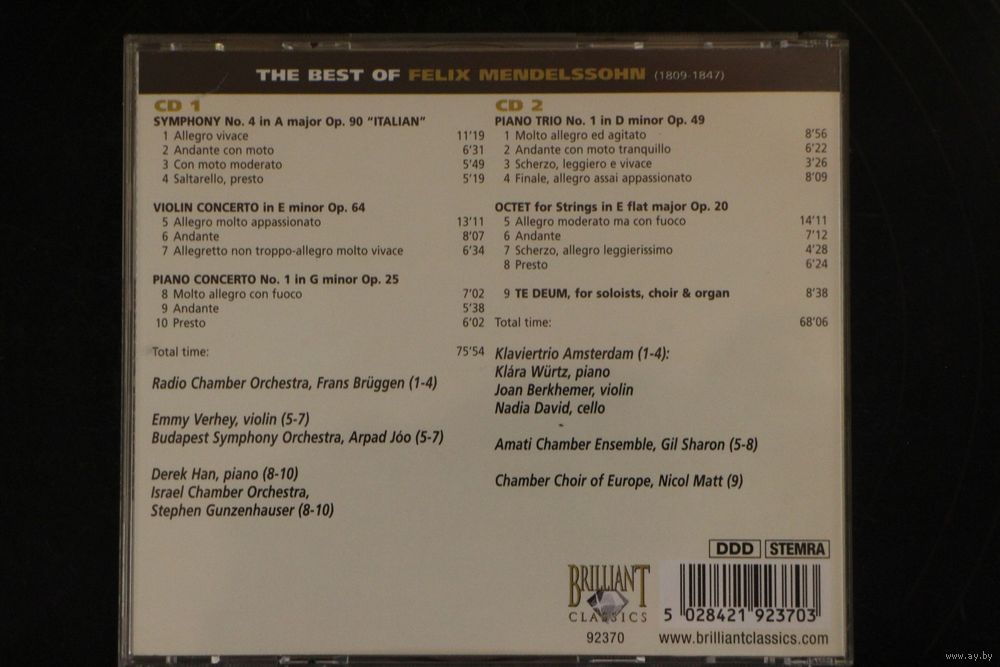 THE BEST OF FELIX MENDELSSOHN (1809-1847)
CD 1
SYMPHONY No. 4 in A major Op. 90 “ITALIAN”
1 Allegro vivace 11’19
2 Andante con moto 6’31
3 Con moto moderato 5’49
4 Saltarello, presto 5’19
VIOLIN CONCERTO in E minor Op. 64
5 Allegro molto appassionato 13’11
6 Andante 8’07
7 Allegretto non troppo-allegro molto vivace 6’34
PIANO CONCERTO No. 1 in G minor Op. 25
8 Molto allegro con fuoco 7’02
9 Andante 5’38
10 Presto 6’02
Total time: 75’54
Radio Chamber Orchestra, Frans Brüggen (1-4)
Emmy Verhey, violin (5-7)
Budapest Symphony Orchestra, Arpad Jóo (5-7)
Derek Han, piano (8-10)
Israel Chamber Orchestra,
Stephen Gunzenhauser (8-10)
CD 2
PIANO TRIO No. 1 in D minor Op. 49
1 Molto allegro ed agitato 8’56
2 Andante con moto tranquillo 6’22
3 Scherzo, leggiero e vivace 3’26
4 Finale, allegro assai appassionato 8’09
OCTET for Strings in E flat major Op. 20
5 Allegro moderato ma con fuoco 14’11
6 Andante 7’12
7 Scherzo, allegro leggierissimo 4’28
8 Presto 6’24
9 TE DEUM, for soloists, choir & organ 8’38
Total time: 68’06
Klaviertrio Amsterdam (1-4):
Klára Würtz, piano
Joan Berkhemer, violin
Nadia David, cello
Amati Chamber Ensemble, Gil Sharon (5-8)
Chamber Choir of Europe, Nicol Matt (9)
DDD STEMRA
BRILLIANT
CLASSICS
92370
5 028421 923703
www.brilliantclassics.com
www.ay.by